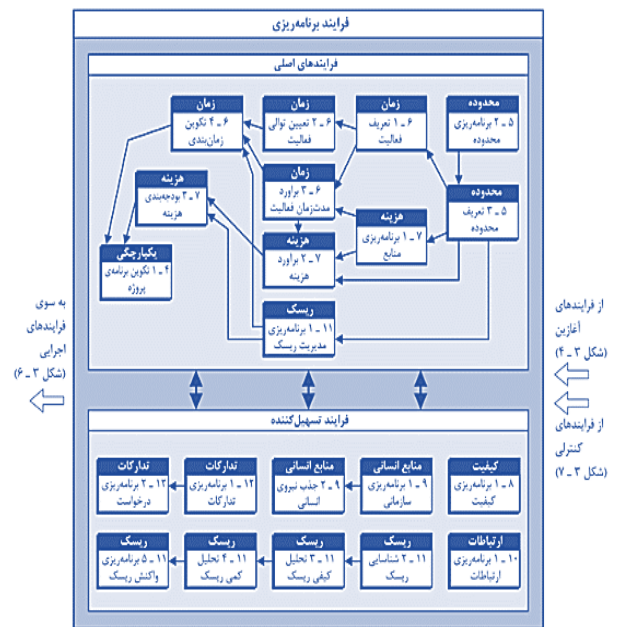 فرایند برنامه‌ریزی
فرایندهای اصلی
محدوده
۵ ـ ۲ برنامه‌ریزی
محدوده
زمان
۶ ـ ۱ تعریف
فعالیت
زمان
۶ ـ ۲ تعیین توالی
فعالیت
زمان
۶ ـ ۴ تکوین
زمان‌بندی
محدوده
۵ ـ ۳ تعریف
محدوده
زمان
۶ ـ ۳ براورد
مدت‌زمان فعالیت
هزینه
۷ ـ ۳ بودجه‌بندی
هزینه
هزینه
۷ ـ ۱ برنامه‌ریزی
منابع
هزینه
۷ ـ ۲ براورد
هزینه
یکپارچگی
۴ ـ ۱ تکوین برنامه‌ی
پروژه
ریسک
۱۱ ـ ۱ برنامه‌ریزی
مدیریت ریسک
از فرایندهای
آغازین
(شکل ۳ ـ ۴)
از فرایندهای
کنترلی
(شکل ۳ ـ ۷)
به سوی
فرایندهای
اجرایی
(شکل ۳ ـ ۶)
فرایند تسهیل‌کننده
کیفیت
۸ ـ ۱ برنامه‌ریزی
کیفیت
منابع انسانی
۹ ـ ۱ برنامه‌ریزی
سازمانی
منابع انسانی
۹ ـ ۲ جذب نیروی
انسانی
تدارکات
۱۲ ـ ۱ برنامه‌ریزی
تدارکات
تدارکات
۱۲ ـ ۲ برنامه‌ریزی
درخواست
ارتباطات
۱۰ ـ ۱ برنامه‌ریزی
ارتباطات
ریسک
۱۱ ـ ۲ شناسایی
ریسک
ریسک
۱۱ ـ ۳ تحلیل
کیفی ریسک
ریسک
۱۱ ـ ۴ تحلیل
کمی ریسک
ریسک
۱۱ ـ ۵ برنامه‌ریزی
واکنش ریسک